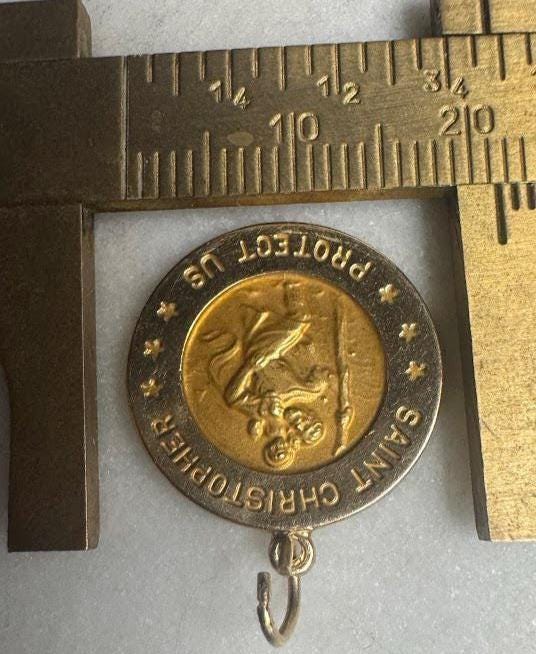 1/4 1/2 3/4
10 20
SAINT CHRISTOPHER
PROTECT US